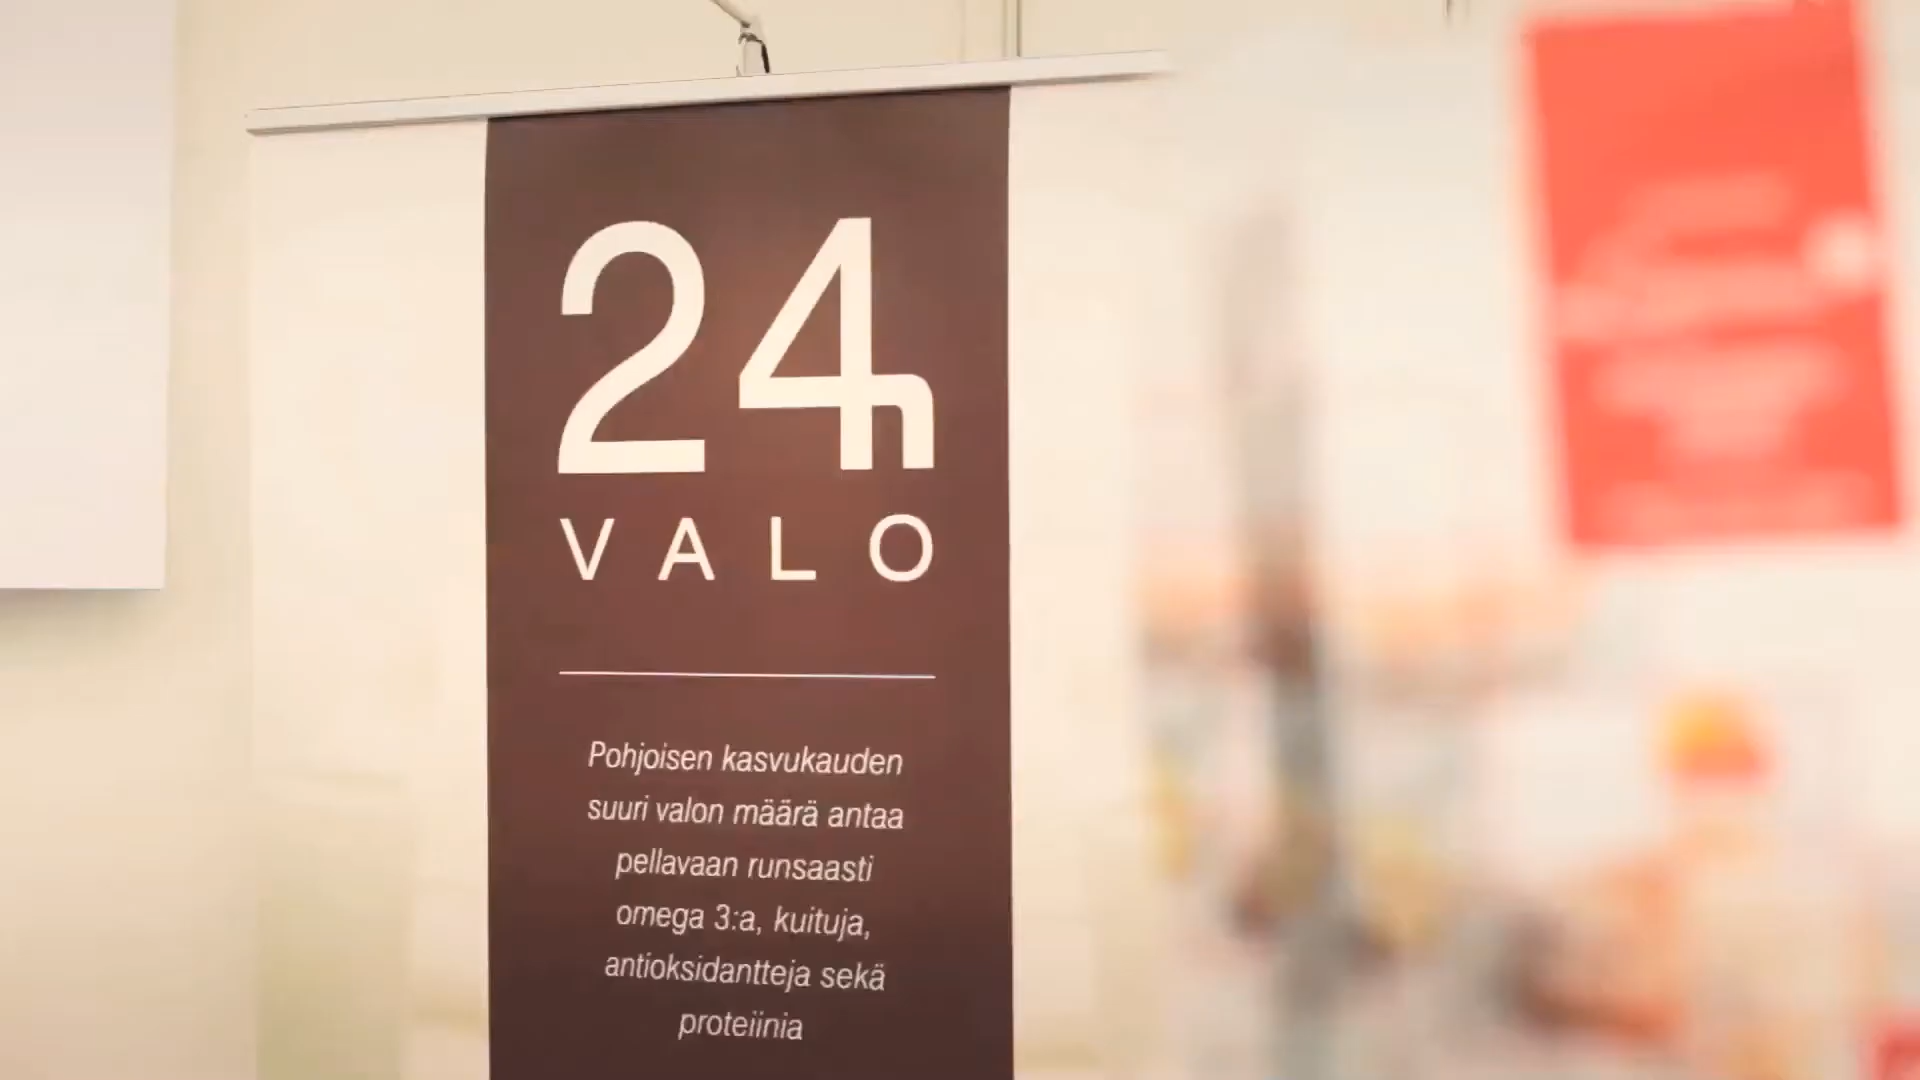 24h
VALO
Pohjoisen kasvukauden
suuri valon määrä antaa
pellavaan runsaasti
omega 3:a, kuituja,
antioksidantteja sekä
proteiinia